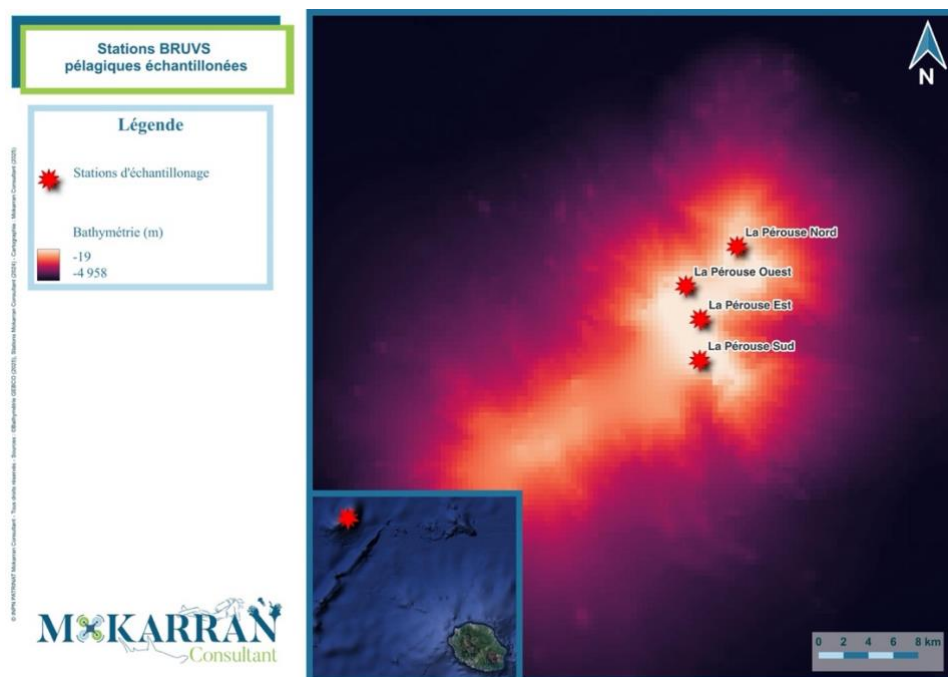 Stations BRUVS
pélagiques échantillonées
Légende
Stations d'échantillonage
Bathymétrie (m)
-19
-4 958
N
La Pérouse Nord
La Pérouse Ouest
La Pérouse Est
La Pérouse Sud
0 2 4 6 8 km
MOKARRAN
Consultant